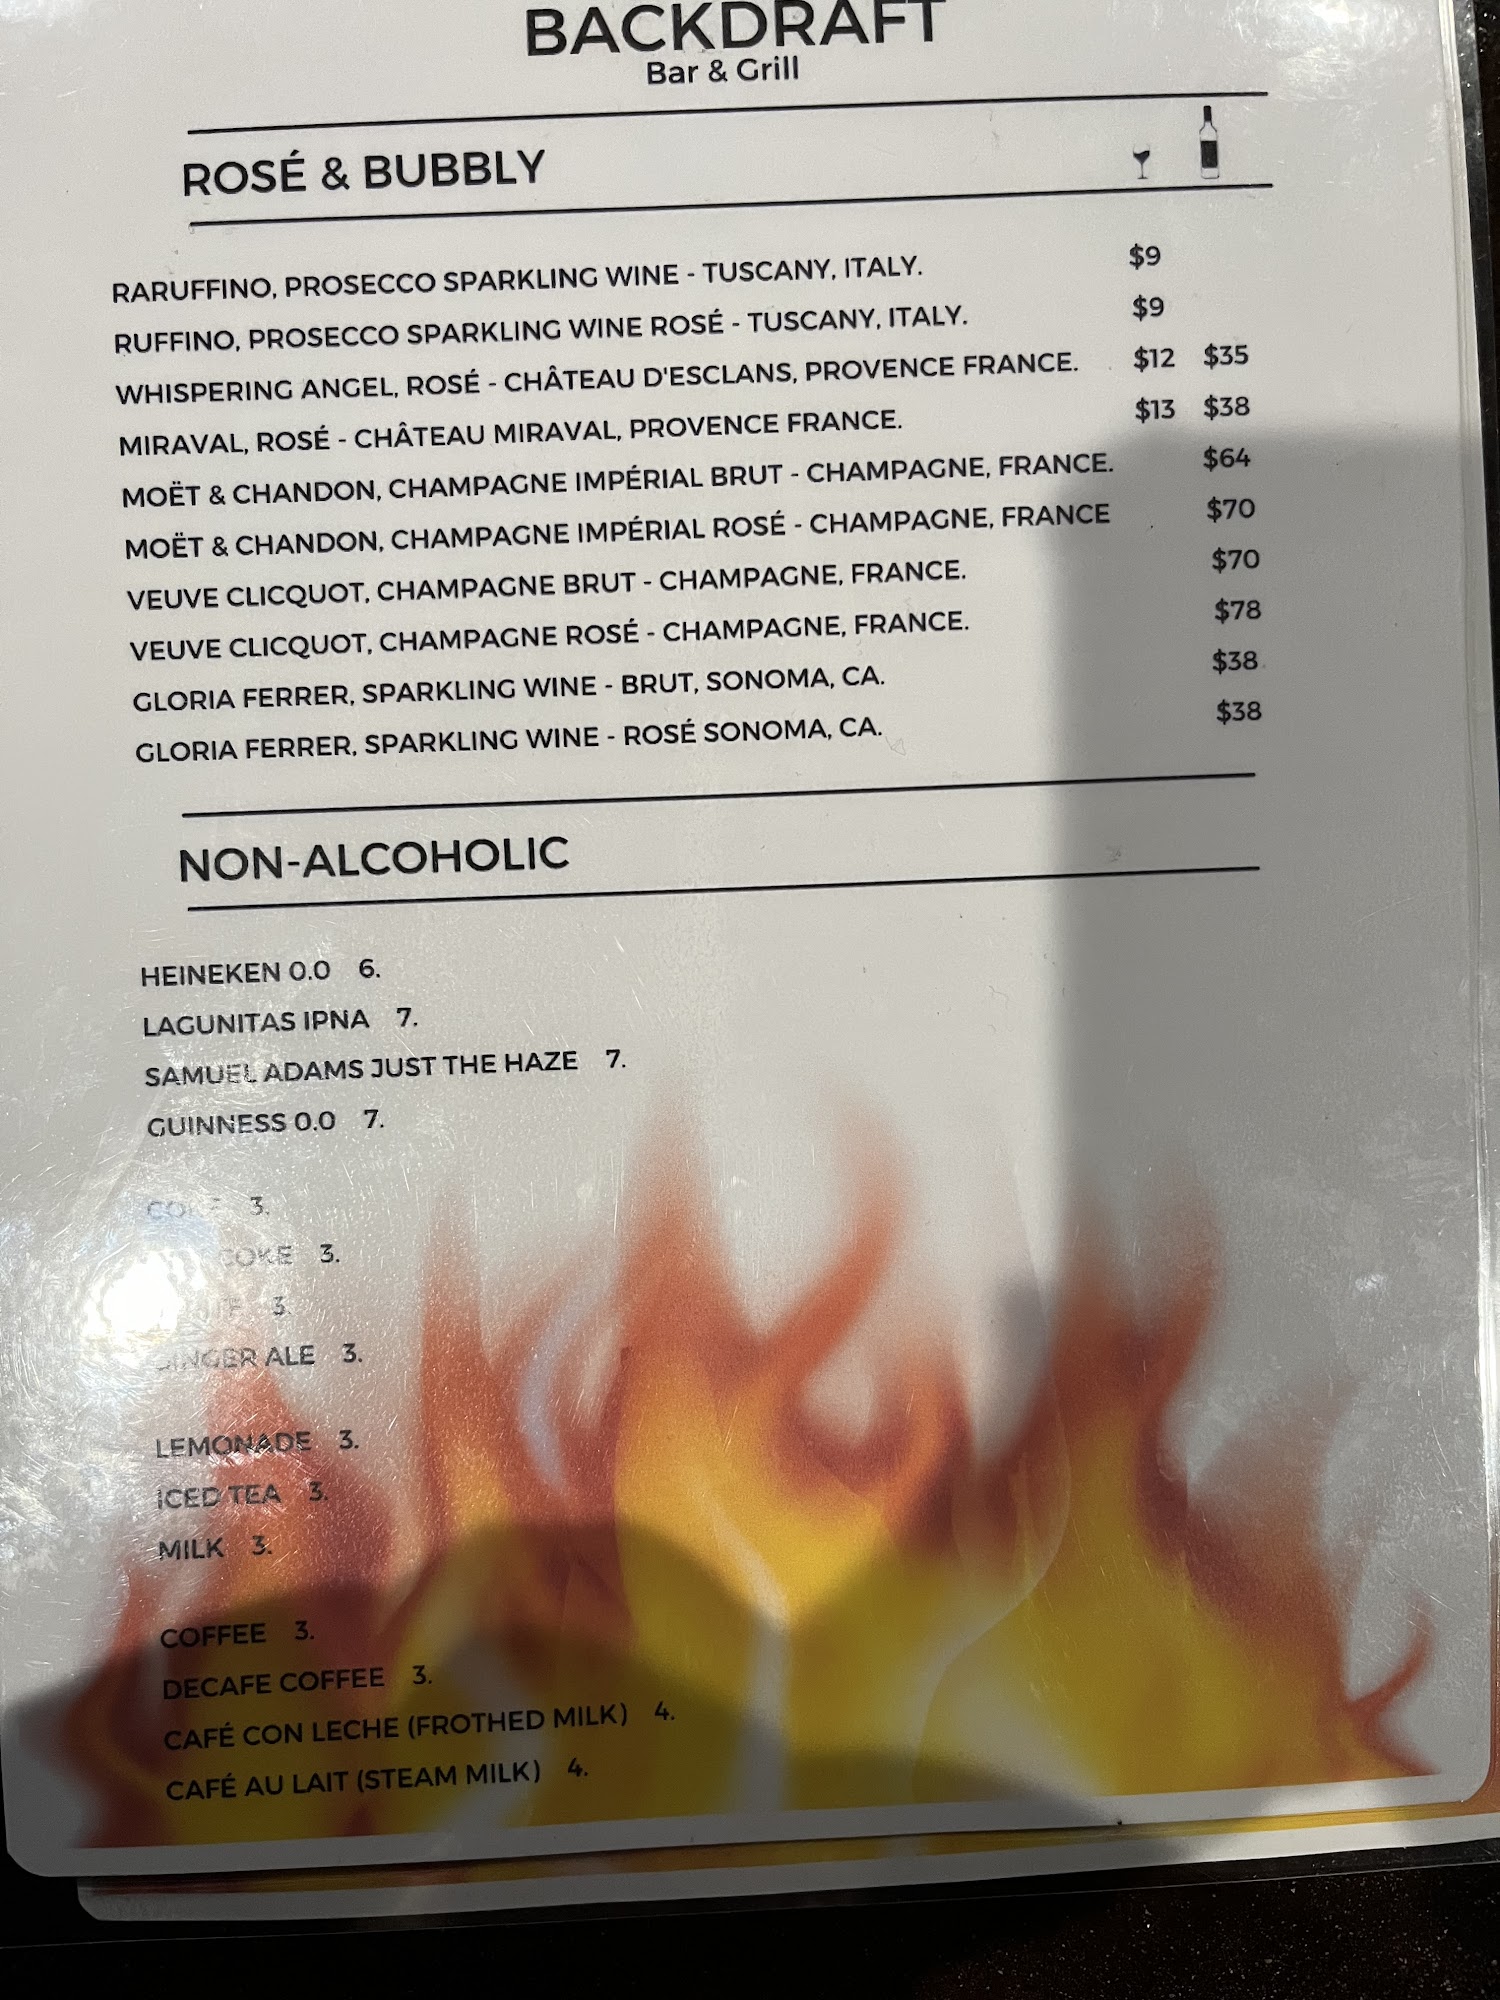 BACKDRAFT
Bar & Grill
ROSÉ & BUBBLY
RARUFFINO, PROSECCO SPARKLING WINE - TUSCANY, ITALY. $9
RUFFINO, PROSECCO SPARKLING WINE ROSÉ - TUSCANY, ITALY. $9
WHISPERING ANGEL, ROSÉ - CHÂTEAU D'ESCLANS, PROVENCE FRANCE. $12 $35
MIRAVAL, ROSÉ - CHÂTEAU MIRAVAL, PROVENCE FRANCE. $13 $38
MOËT & CHANDON, CHAMPAGNE IMPÉRIAL BRUT - CHAMPAGNE, FRANCE. $64
MOËT & CHANDON, CHAMPAGNE IMPÉRIAL ROSÉ - CHAMPAGNE, FRANCE $70
VEUVE CLICQUOT, CHAMPAGNE BRUT - CHAMPAGNE, FRANCE. $70
VEUVE CLICQUOT, CHAMPAGNE ROSÉ - CHAMPAGNE, FRANCE. $78
GLORIA FERRER, SPARKLING WINE - BRUT, SONOMA, CA. $38
GLORIA FERRER, SPARKLING WINE - ROSÉ SONOMA, CA. $38
NON-ALCOHOLIC
HEINEKEN 0.0 6.
LAGUNITAS IPNA 7.
SAMUEL ADAMS JUST THE HAZE 7.
GUINNESS 0.0 7.
COKE 3.
COKE 3.
3.
GINGER ALE 3.
LEMONADE 3.
ICED TEA 3.
MILK 3.
COFFEE 3.
DECAFE COFFEE 3.
CAFÉ CON LECHE (FROTHED MILK) 4.
CAFÉ AU LAIT (STEAM MILK) 4.